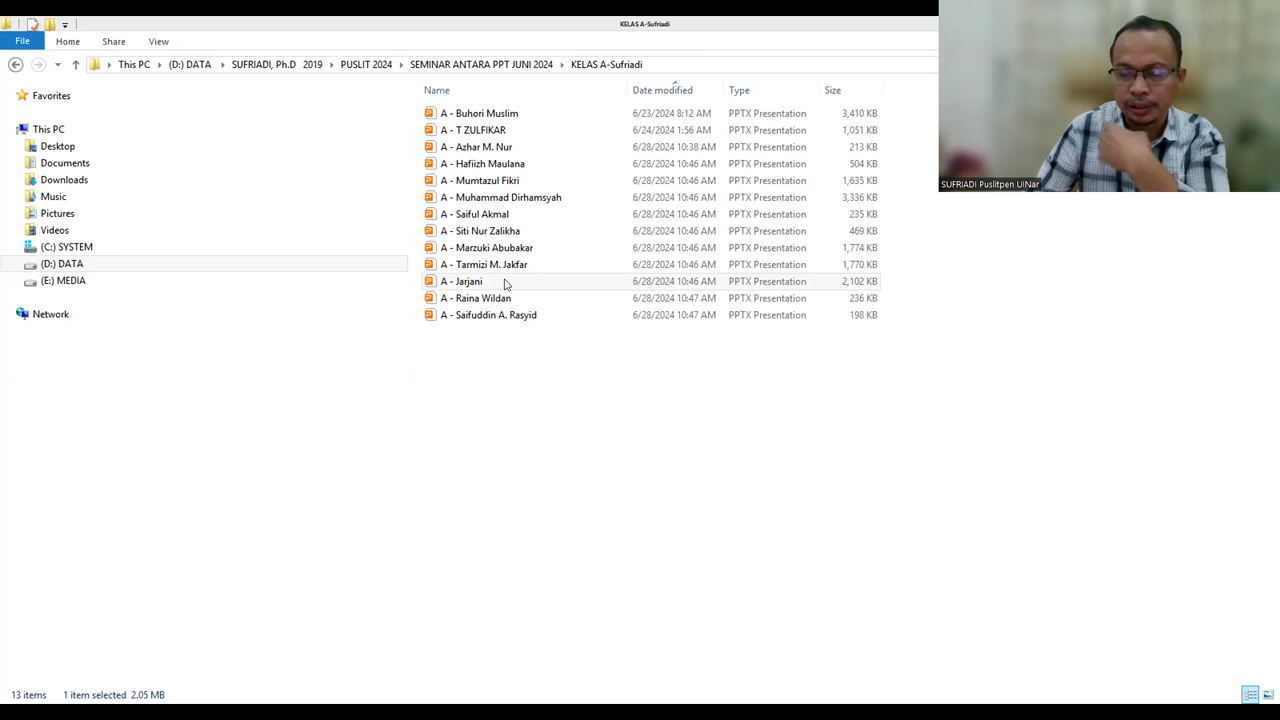 KELAS A-Sufriadi
File Home Share View
This PC (D:) DATA SUFRIADI, Ph.D 2019 PUSLIT 2024 SEMINAR ANTARA PPT JUNI 2024 KELAS A-Sufriadi
Name Date modified Type Size
Favorites
This PC
Desktop
Documents
Downloads
Music
Pictures
Videos
(C:) SYSTEM
(D:) DATA
(E:) MEDIA
Network
A - Buhori Muslim 6/23/2024 8:12 AM PPTX Presentation 3,410 KB
A - T ZULFIKAR 6/24/2024 1:56 AM PPTX Presentation 1,051 KB
A - Azhar M. Nur 6/28/2024 10:38 AM PPTX Presentation 213 KB
A - Hafiizh Maulana 6/28/2024 10:46 AM PPTX Presentation 504 KB
A - Mumtazul Fikri 6/28/2024 10:46 AM PPTX Presentation 1,635 KB
A - Muhammad Dirhamsyah 6/28/2024 10:46 AM PPTX Presentation 3,336 KB
A - Saiful Akmal 6/28/2024 10:46 AM PPTX Presentation 235 KB
A - Siti Nur Zalikha 6/28/2024 10:46 AM PPTX Presentation 469 KB
A - Marzuki Abubakar 6/28/2024 10:46 AM PPTX Presentation 1,774 KB
A - Tarmizi M. Jakfar 6/28/2024 10:46 AM PPTX Presentation 1,770 KB
A - Jarjani 6/28/2024 10:46 AM PPTX Presentation 2,102 KB
A - Raina Wildan 6/28/2024 10:47 AM PPTX Presentation 236 KB
A - Saifuddin A. Rasyid 6/28/2024 10:47 AM PPTX Presentation 198 KB
SUFRIADI Puslitpen UINar
13 items 1 item selected 2.05 MB